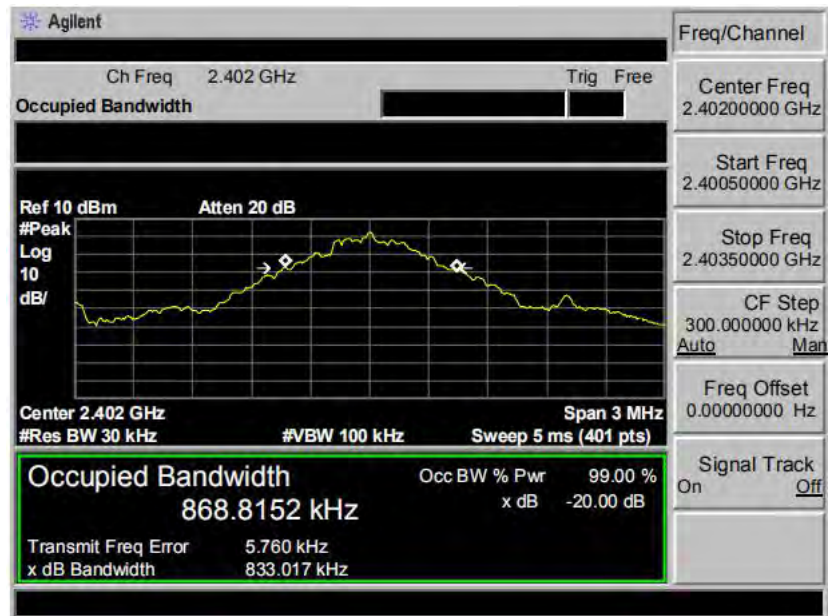 Agilent
Freq/Channel
Ch Freq 2.402 GHz Trig Free
Occupied Bandwidth
Center Freq
2.40200000 GHz
Start Freq
2.40050000 GHz
Stop Freq
2.40350000 GHz
CF Step
300.000000 kHz
Auto Man
Freq Offset
0.00000000 Hz
Signal Track
On Off
Ref 10 dBm Atten 20 dB
#Peak
Log
10
dB/
Center 2.402 GHz Span 3 MHz
#Res BW 30 kHz #VBW 100 kHz Sweep 5 ms (401 pts)
Occupied Bandwidth Occ BW % Pwr 99.00 %
868.8152 kHz x dB -20.00 dB
Transmit Freq Error 5.760 kHz
x dB Bandwidth 833.017 kHz